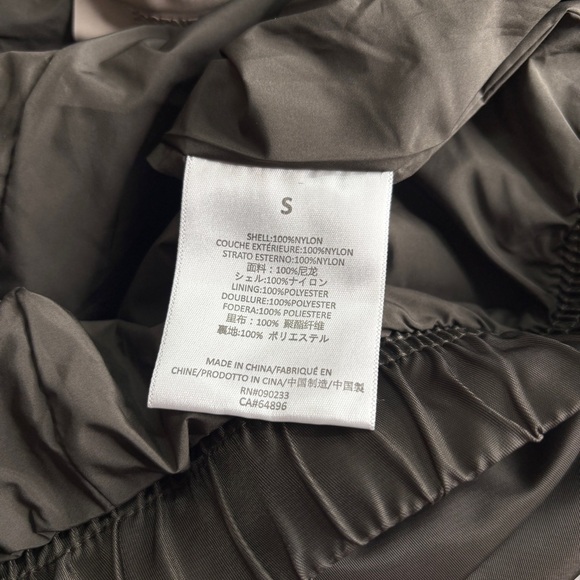 S
SHELL:100%NYLON
COUCHE EXTÉRIEURE:100%NYLON
STRATO ESTERNO:100%NYLON
面料：100%尼龙
シェル:100%ナイロン
LINING:100%POLYESTER
DOUBLURE:100%POLYESTER
FODERA:100% POLIESTERE
里布：100% 聚酯纤维
裏地:100% ポリエステル
MADE IN CHINA/FABRIQUÉ EN
CHINE/PRODOTTO IN CINA/中国制造/中国製
RN#090233
CA#64896